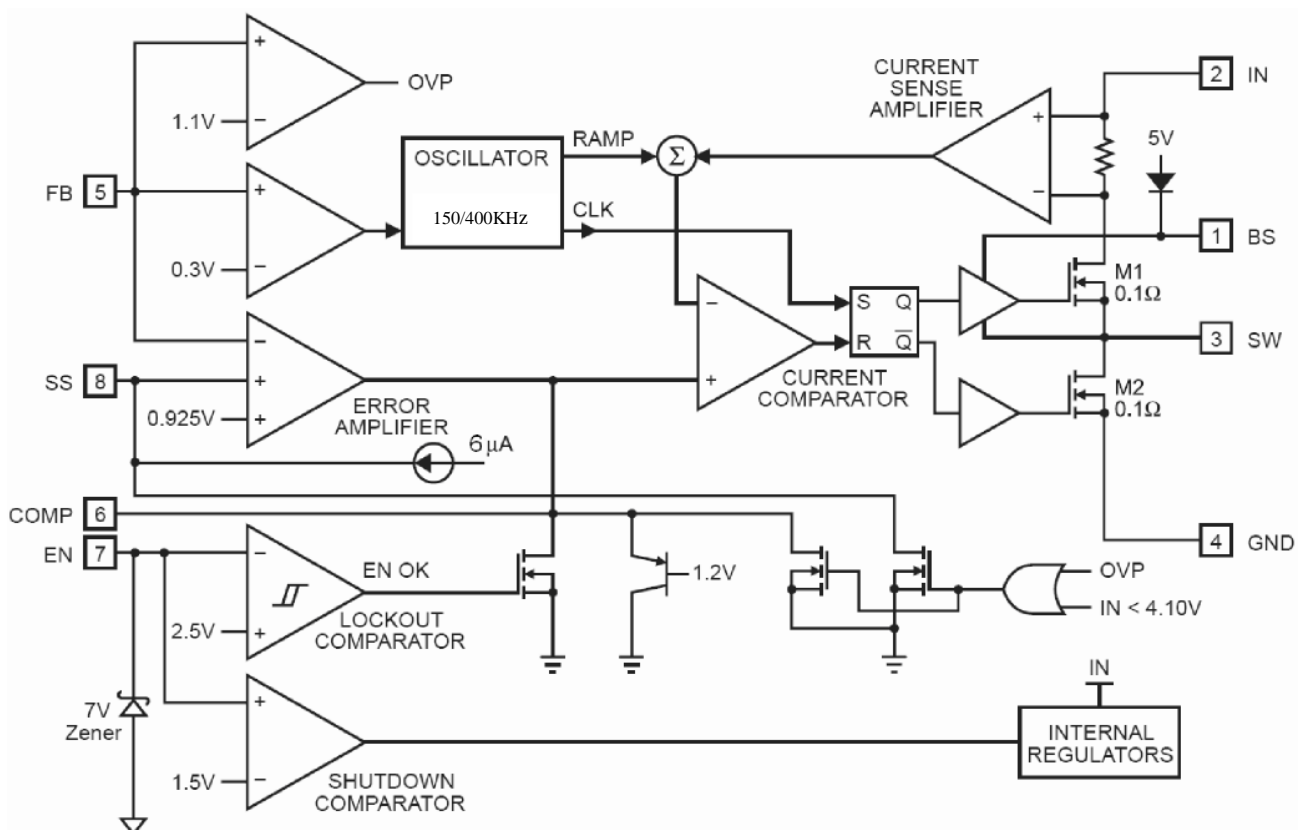 OVP
1.1V
+
−
FB 5
+
−
0.3V
OSCILLATOR
150/400KHz
RAMP
CLK
Σ
CURRENT
SENSE
AMPLIFIER
+
−
2 IN
5V
1 BS
M1
0.1Ω
3 SW
M2
0.1Ω
4 GND
S Q
R Q̅
−
+
CURRENT
COMPARATOR
SS 8
−
+
+
0.925V
ERROR
AMPLIFIER
6µA
COMP 6
EN 7
−
+
2.5V
EN OK
LOCKOUT
COMPARATOR
1.2V
OVP
IN < 4.10V
7V
Zener
+
−
1.5V
SHUTDOWN
COMPARATOR
IN
INTERNAL
REGULATORS